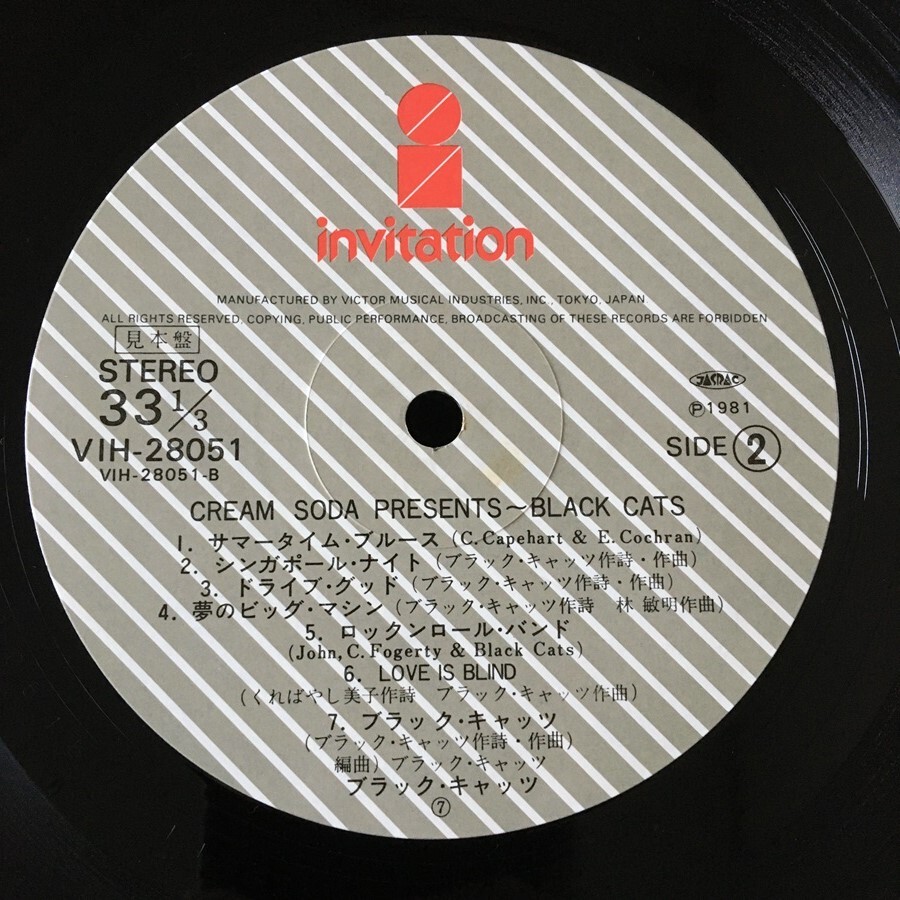 invitation
MANUFACTURED BY VICTOR MUSICAL INDUSTRIES, INC., TOKYO, JAPAN.
ALL RIGHTS RESERVED, COPYING, PUBLIC PERFORMANCE, BROADCASTING OF THESE RECORDS ARE FORBIDDEN
見本盤
STEREO
33 1/3
VIH-28051
VIH-28051-B
JASRAC
Ⓟ1981
SIDE ②
CREAM SODA PRESENTS~BLACK CATS
1. サマータイム・ブルース (C. Capehart & E. Cochran)
2. シンガポール・ナイト (ブラック・キャッツ作詩・作曲)
3. ドライブ・グッド (ブラック・キャッツ作詩・作曲)
4. 夢のビッグ・マシン (ブラック・キャッツ作詩 林 敏明作曲)
5. ロックンロール・バンド
(John, C. Fogerty & Black Cats)
6. LOVE IS BLIND
(くればやし美子作詩 ブラック・キャッツ作曲)
7. ブラック・キャッツ
(ブラック・キャッツ作詩・作曲)
編曲) ブラック・キャッツ
ブラック・キャッツ
⑦